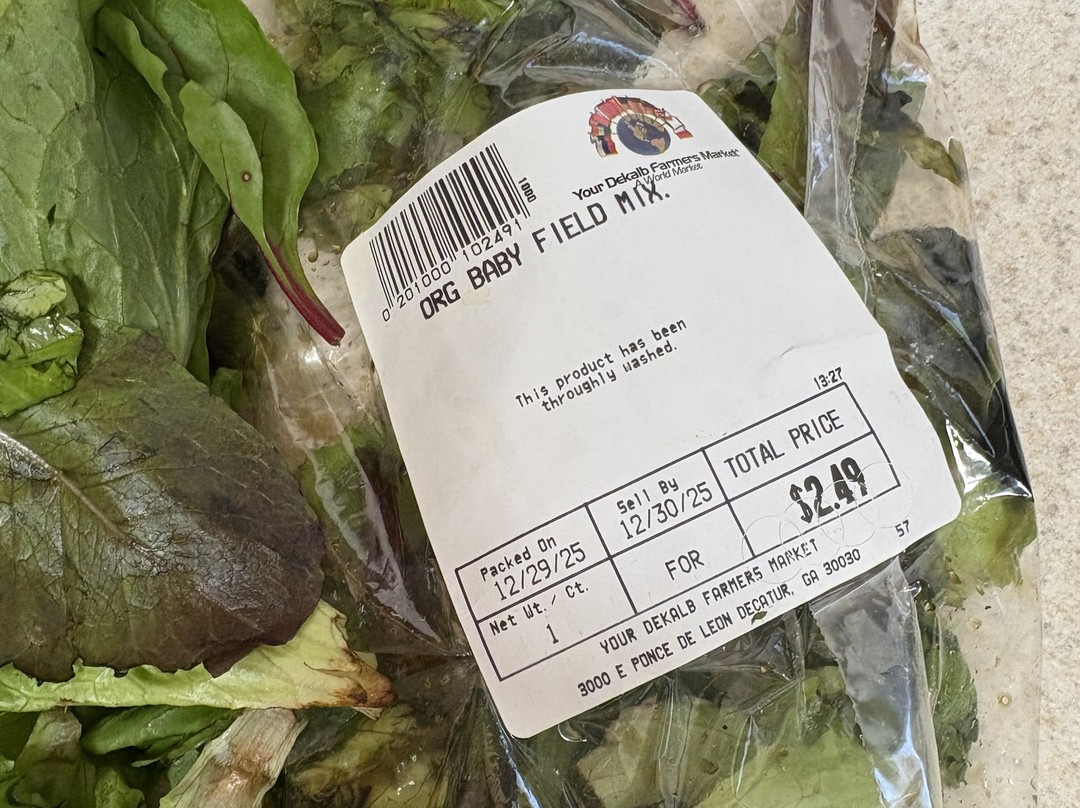 Your Dekalb Farmers Market
A World Market
1000
0 201000 102491
ORG BABY FIELD MIX.
This product has been
throughly washed.
13:27
Packed On
12/29/25
Sell By
12/30/25
TOTAL PRICE
$2.49
Net Wt./ Ct.
1
FOR
57
YOUR DEKALB FARMERS MARKET
3000 E PONCE DE LEON DECATUR, GA 30030